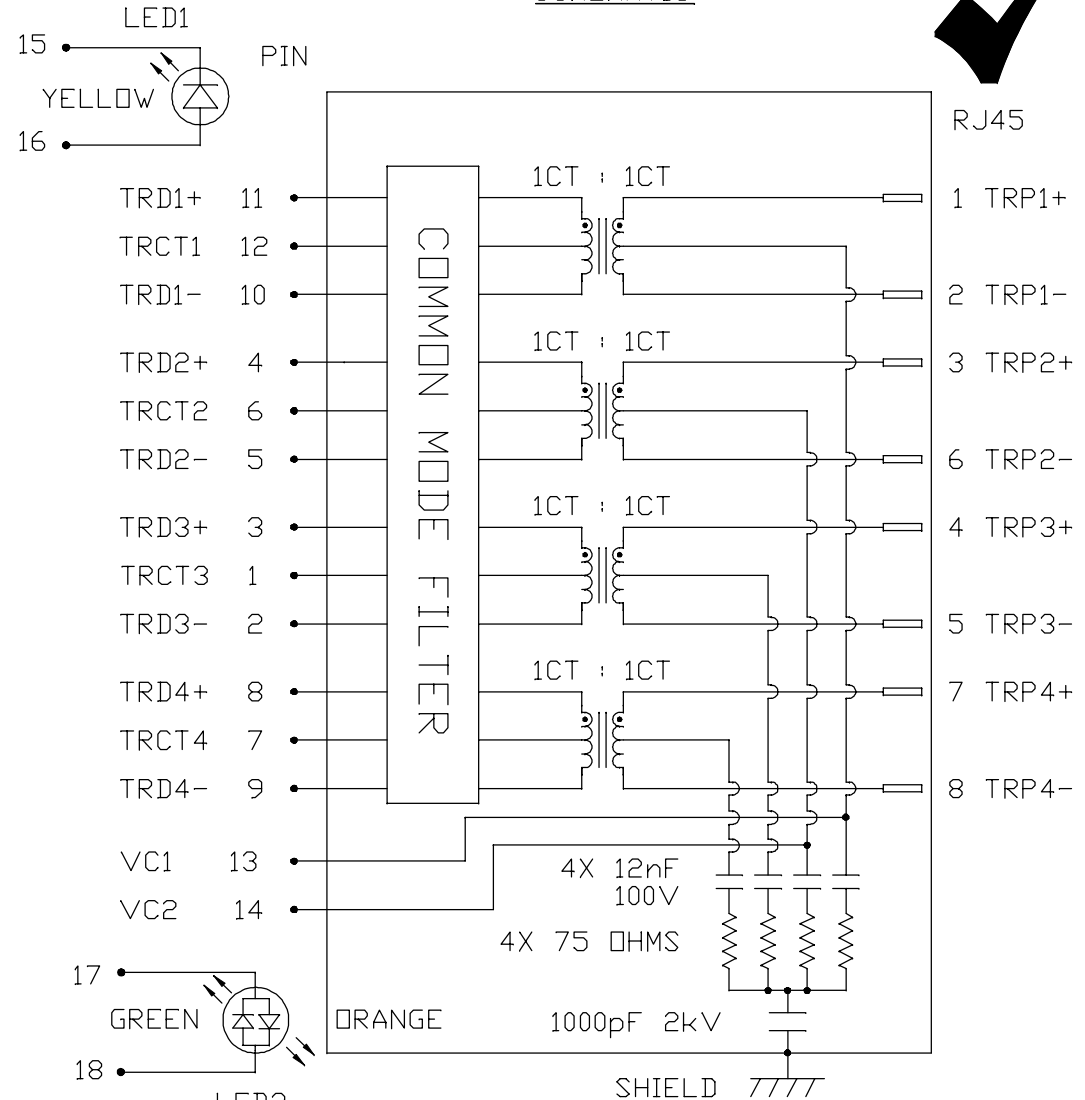 LED1
15
PIN
YELLOW
16
RJ45
1CT : 1CT
TRD1+ 11
1 TRP1+
TRCT1 12
TRD1- 10
2 TRP1-
1CT : 1CT
TRD2+ 4
3 TRP2+
TRCT2 6
TRD2- 5
6 TRP2-
1CT : 1CT
TRD3+ 3
4 TRP3+
TRCT3 1
TRD3- 2
5 TRP3-
1CT : 1CT
TRD4+ 8
7 TRP4+
TRCT4 7
TRD4- 9
8 TRP4-
COMMON MODE FILTER
VC1 13
4X 12nF
100V
VC2 14
4X 75 OHMS
17
GREEN
ORANGE
1000pF 2kV
18
SHIELD